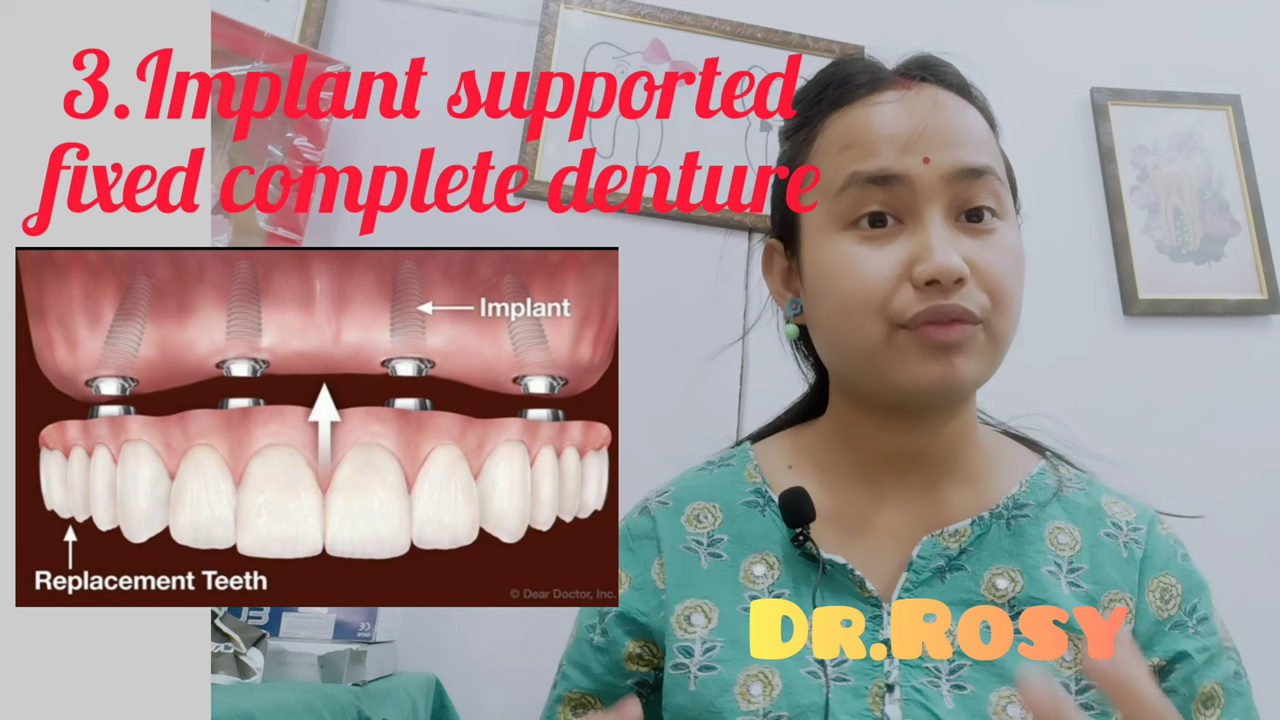 3.Implant supported
fixed complete denture
Implant
Replacement Teeth
© Dear Doctor, Inc.
DR.ROSY